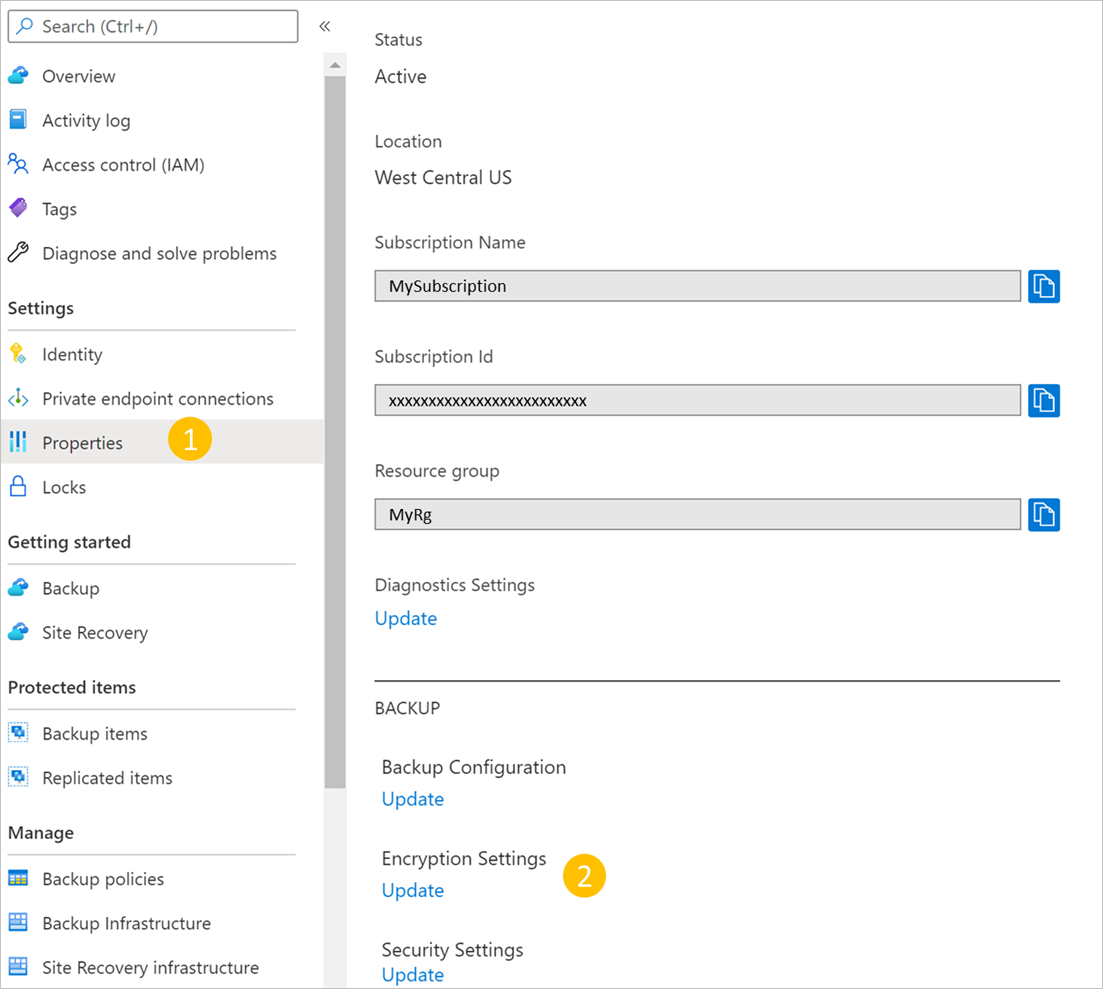 Search (Ctrl+/)
«
Overview
Activity log
Access control (IAM)
Tags
Diagnose and solve problems
Settings
Identity
Private endpoint connections
Properties
1
Locks
Getting started
Backup
Site Recovery
Protected items
Backup items
Replicated items
Manage
Backup policies
Backup Infrastructure
Site Recovery infrastructure
Status
Active
Location
West Central US
Subscription Name
MySubscription
Subscription Id
xxxxxxxxxxxxxxxxxxxxxxxxx
Resource group
MyRg
Diagnostics Settings
Update
BACKUP
Backup Configuration
Update
Encryption Settings
2
Update
Security Settings
Update